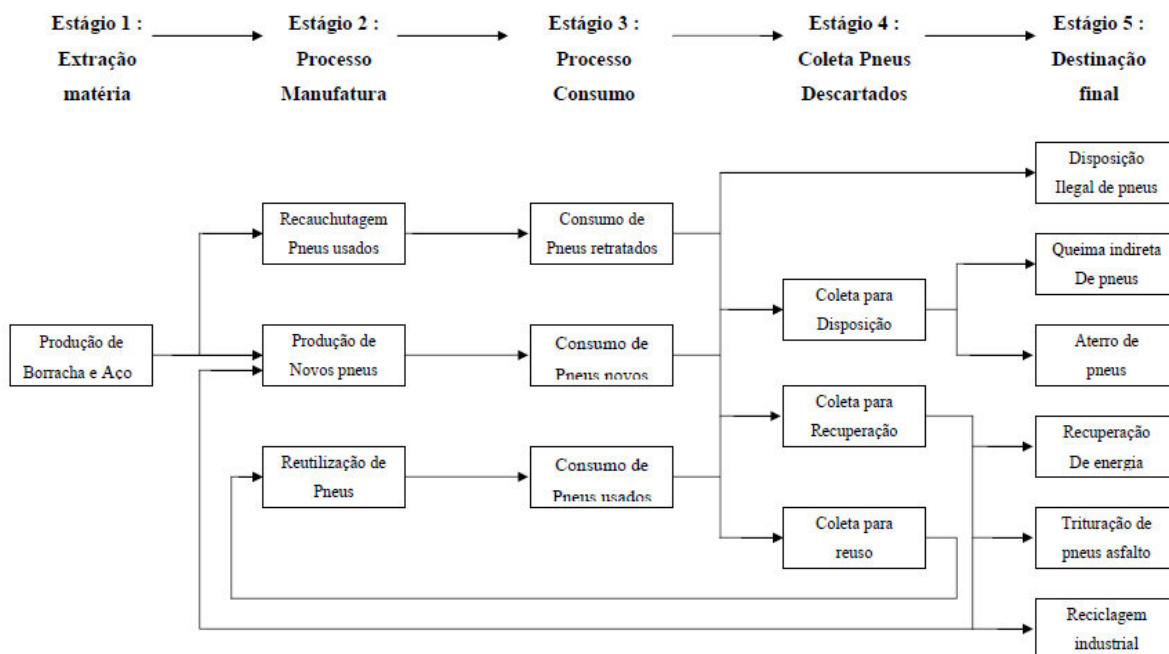 Estágio 1 :
Extração
matéria
Estágio 2 :
Processo
Manufatura
Estágio 3 :
Processo
Consumo
Estágio 4 :
Coleta Pneus
Descartados
Estágio 5 :
Destinação
final
Produção de
Borracha e Aço
Recauchutagem
Pneus usados
Produção de
Novos pneus
Reutilização de
Pneus
Consumo de
Pneus retratados
Consumo de
Pneus novos
Consumo de
Pneus usados
Coleta para
Disposição
Coleta para
Recuperação
Coleta para
reuso
Disposição
Ilegal de pneus
Queima indireta
De pneus
Aterro de
pneus
Recuperação
De energia
Trituração de
pneus asfalto
Reciclagem
industrial